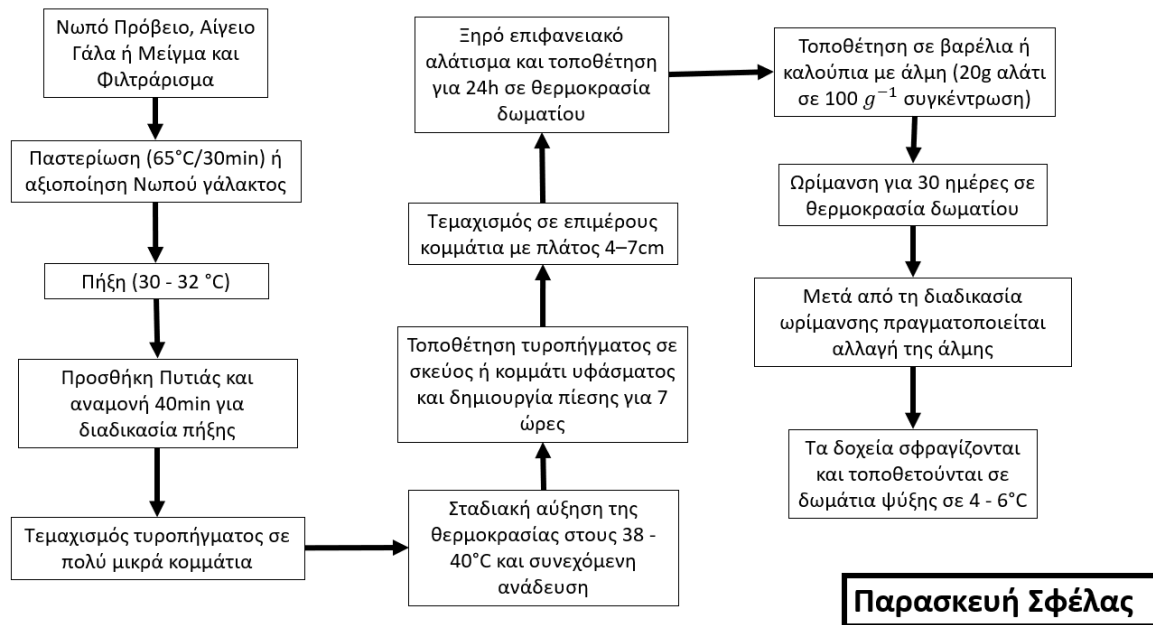 Νωπό Πρόβειο, Αίγειο
Γάλα ή Μείγμα και
Φιλτράρισμα
Παστερίωση (65°C/30min) ή
αξιοποίηση Νωπού γάλακτος
Πήξη (30 - 32 °C)
Προσθήκη Πυτιάς και
αναμονή 40min για
διαδικασία πήξης
Τεμαχισμός τυροπήγματος σε
πολύ μικρά κομμάτια
Σταδιακή αύξηση της
θερμοκρασίας στους 38 -
40°C και συνεχόμενη
ανάδευση
Τοποθέτηση τυροπήγματος σε
σκεύος ή κομμάτι υφάσματος
και δημιουργία πίεσης για 7
ώρες
Τεμαχισμός σε επιμέρους
κομμάτια με πλάτος 4–7cm
Ξηρό επιφανειακό
αλάτισμα και τοποθέτηση
για 24h σε θερμοκρασία
δωματίου
Τοποθέτηση σε βαρέλια ή
καλούπια με άλμη (20g αλάτι
σε 100 g⁻¹ συγκέντρωση)
Ωρίμανση για 30 ημέρες σε
θερμοκρασία δωματίου
Μετά από τη διαδικασία
ωρίμανσης πραγματοποιείται
αλλαγή της άλμης
Τα δοχεία σφραγίζονται
και τοποθετούνται σε
δωμάτια ψύξης σε 4 - 6°C
Παρασκευή Σφέλας